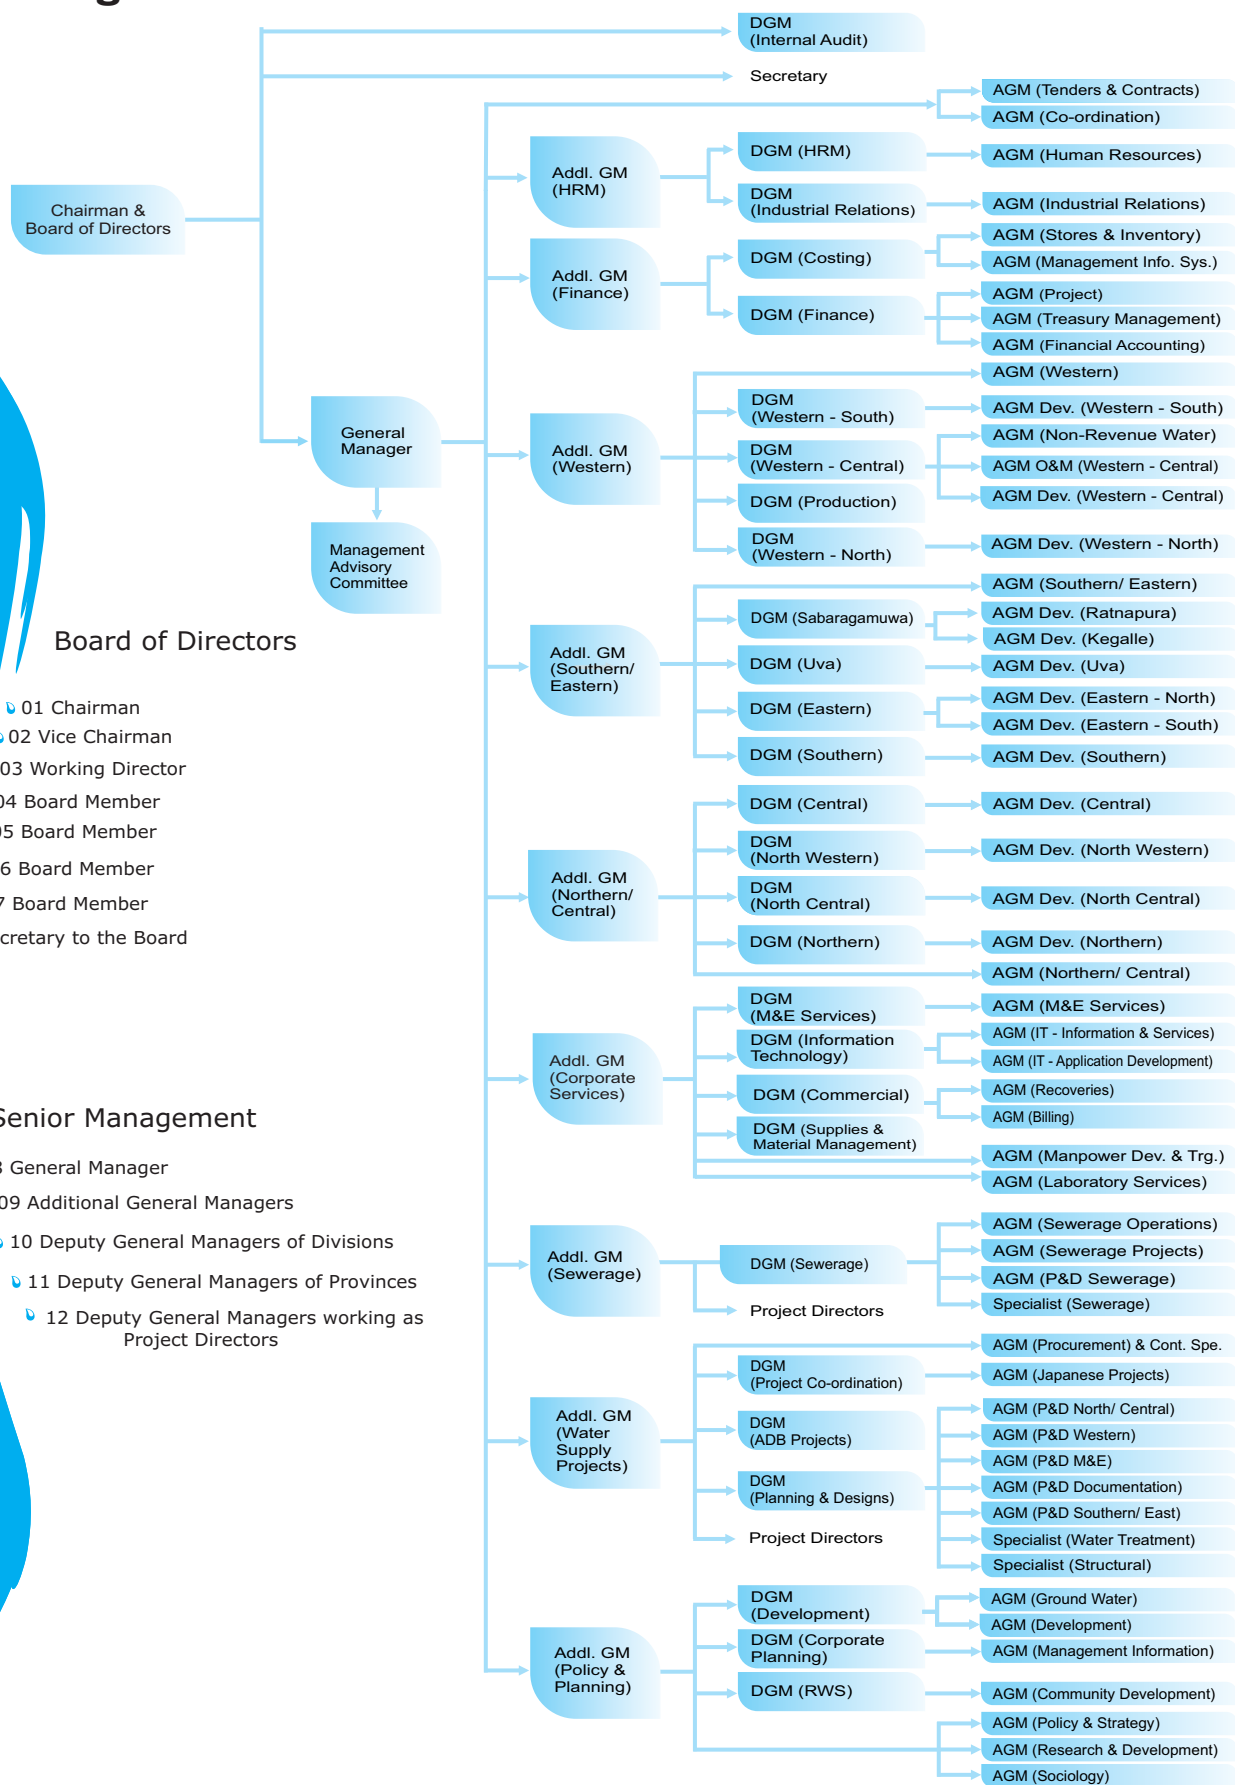 DGM
(Internal Audit)
Secretary
AGM (Tenders & Contracts)
AGM (Co-ordination)
Addl. GM
(HRM)
DGM (HRM)
AGM (Human Resources)
DGM
(Industrial Relations)
AGM (Industrial Relations)
Chairman &
Board of Directors
Addl. GM
(Finance)
DGM (Costing)
AGM (Stores & Inventory)
AGM (Management Info. Sys.)
DGM (Finance)
AGM (Project)
AGM (Treasury Management)
AGM (Financial Accounting)
General
Manager
Management
Advisory
Committee
Addl. GM
(Western)
AGM (Western)
DGM
(Western - South)
AGM Dev. (Western - South)
DGM
(Western - Central)
AGM (Non-Revenue Water)
AGM O&M (Western - Central)
AGM Dev. (Western - Central)
DGM (Production)
DGM
(Western - North)
AGM Dev. (Western - North)
Addl. GM
(Southern/
Eastern)
AGM (Southern/ Eastern)
DGM (Sabaragamuwa)
AGM Dev. (Ratnapura)
AGM Dev. (Kegalle)
DGM (Uva)
AGM Dev. (Uva)
DGM (Eastern)
AGM Dev. (Eastern - North)
AGM Dev. (Eastern - South)
DGM (Southern)
AGM Dev. (Southern)
Board of Directors
01 Chairman
02 Vice Chairman
03 Working Director
04 Board Member
05 Board Member
6 Board Member
7 Board Member
cretary to the Board
Addl. GM
(Northern/
Central)
DGM (Central)
AGM Dev. (Central)
DGM
(North Western)
AGM Dev. (North Western)
DGM
(North Central)
AGM Dev. (North Central)
DGM (Northern)
AGM Dev. (Northern)
AGM (Northern/ Central)
Addl. GM
(Corporate
Services)
DGM
(M&E Services)
AGM (M&E Services)
DGM (Information
Technology)
AGM (IT - Information & Services)
AGM (IT - Application Development)
DGM (Commercial)
AGM (Recoveries)
AGM (Billing)
DGM (Supplies &
Material Management)
AGM (Manpower Dev. & Trg.)
AGM (Laboratory Services)
Senior Management
8 General Manager
09 Additional General Managers
10 Deputy General Managers of Divisions
11 Deputy General Managers of Provinces
12 Deputy General Managers working as
Project Directors
Addl. GM
(Sewerage)
DGM (Sewerage)
AGM (Sewerage Operations)
AGM (Sewerage Projects)
AGM (P&D Sewerage)
Specialist (Sewerage)
Project Directors
Addl. GM
(Water
Supply
Projects)
AGM (Procurement) & Cont. Spe.
DGM
(Project Co-ordination)
AGM (Japanese Projects)
DGM
(ADB Projects)
DGM
(Planning & Designs)
AGM (P&D North/ Central)
AGM (P&D Western)
AGM (P&D M&E)
AGM (P&D Documentation)
AGM (P&D Southern/ East)
Specialist (Water Treatment)
Specialist (Structural)
Project Directors
Addl. GM
(Policy &
Planning)
DGM
(Development)
AGM (Ground Water)
AGM (Development)
DGM (Corporate
Planning)
AGM (Management Information)
DGM (RWS)
AGM (Community Development)
AGM (Policy & Strategy)
AGM (Research & Development)
AGM (Sociology)